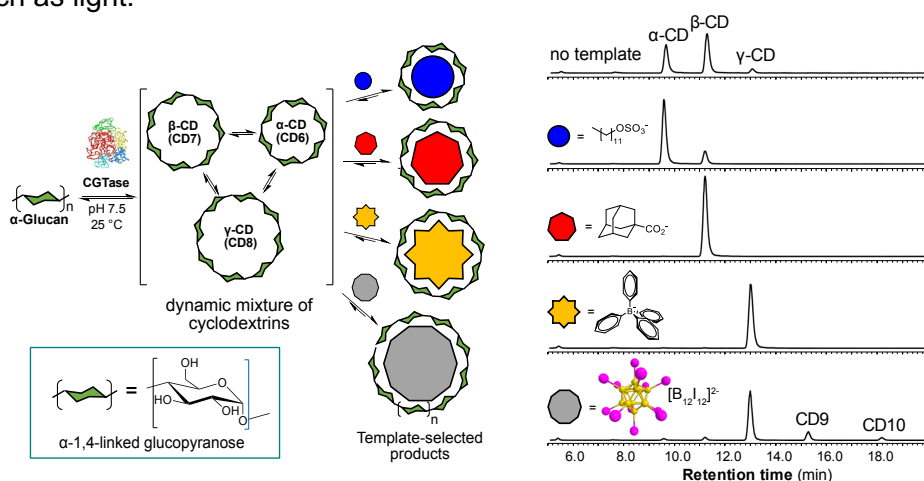 ch as light.
CGTase
α-Glucan
n
pH 7.5
25 °C
β-CD
(CD7)
α-CD
(CD6)
γ-CD
(CD8)
dynamic mixture of
cyclodextrins
n
Template-selected
products
=
OH
O
HO
OH
O
n
α-1,4-linked glucopyranose
no template
α-CD
β-CD
γ-CD
= ( )11 OSO3-
= CO2-
= B-
= [B12I12]2-
CD9
CD10
6.0 8.0 10.0 12.0 14.0 16.0 18.0
Retention time (min)